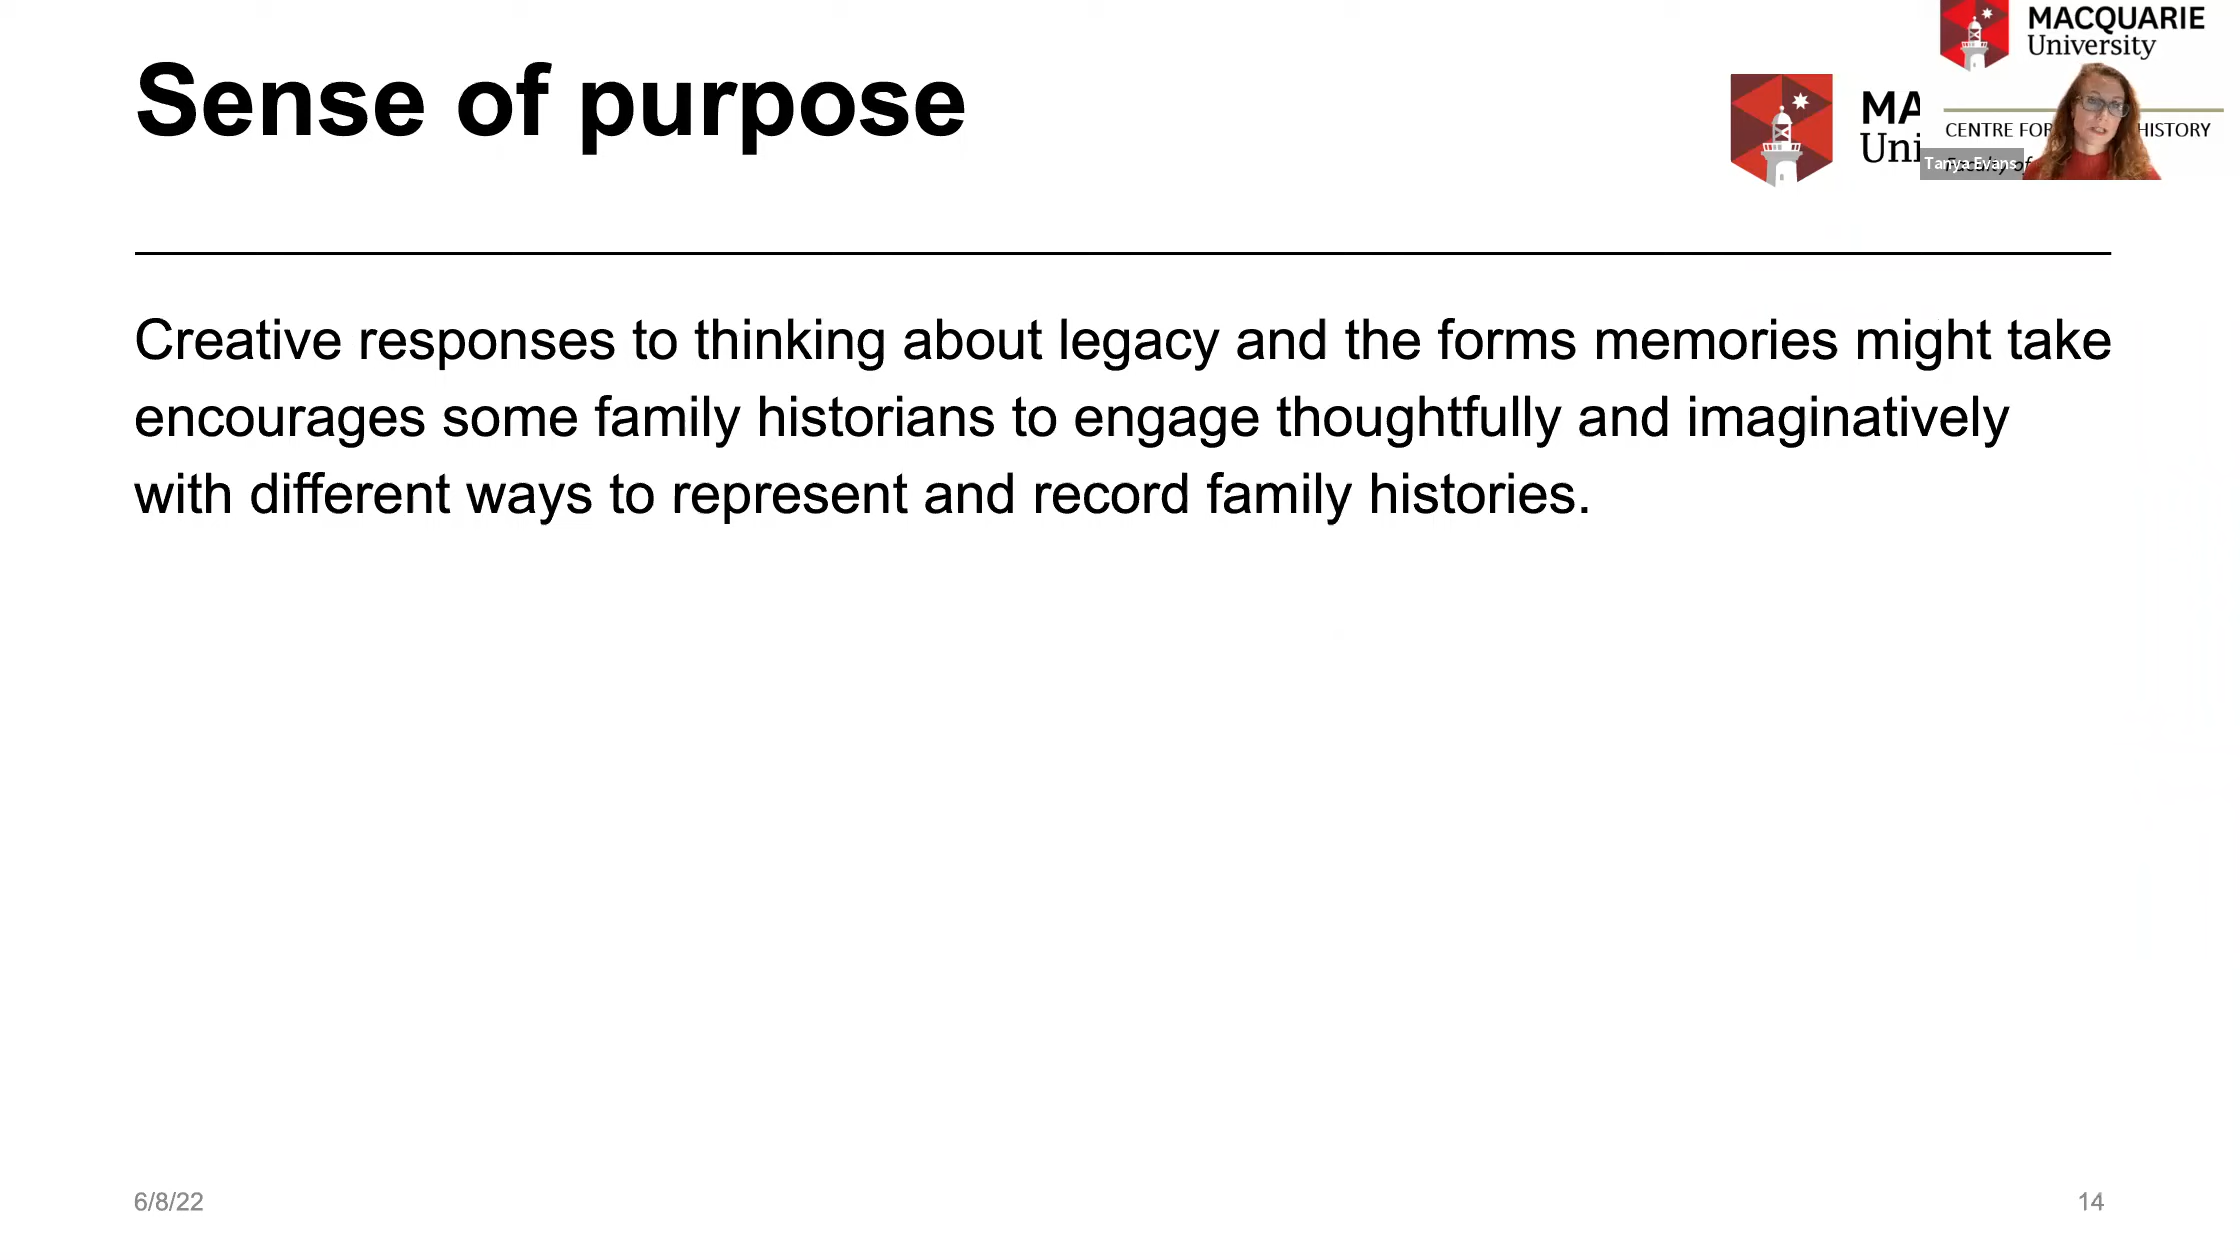 Sense of purpose
MACQUARIE
University
MA
Uni
CENTRE FOR HISTORY
Tanya Evans
Creative responses to thinking about legacy and the forms memories might take
encourages some family historians to engage thoughtfully and imaginatively
with different ways to represent and record family histories.
6/8/22
14